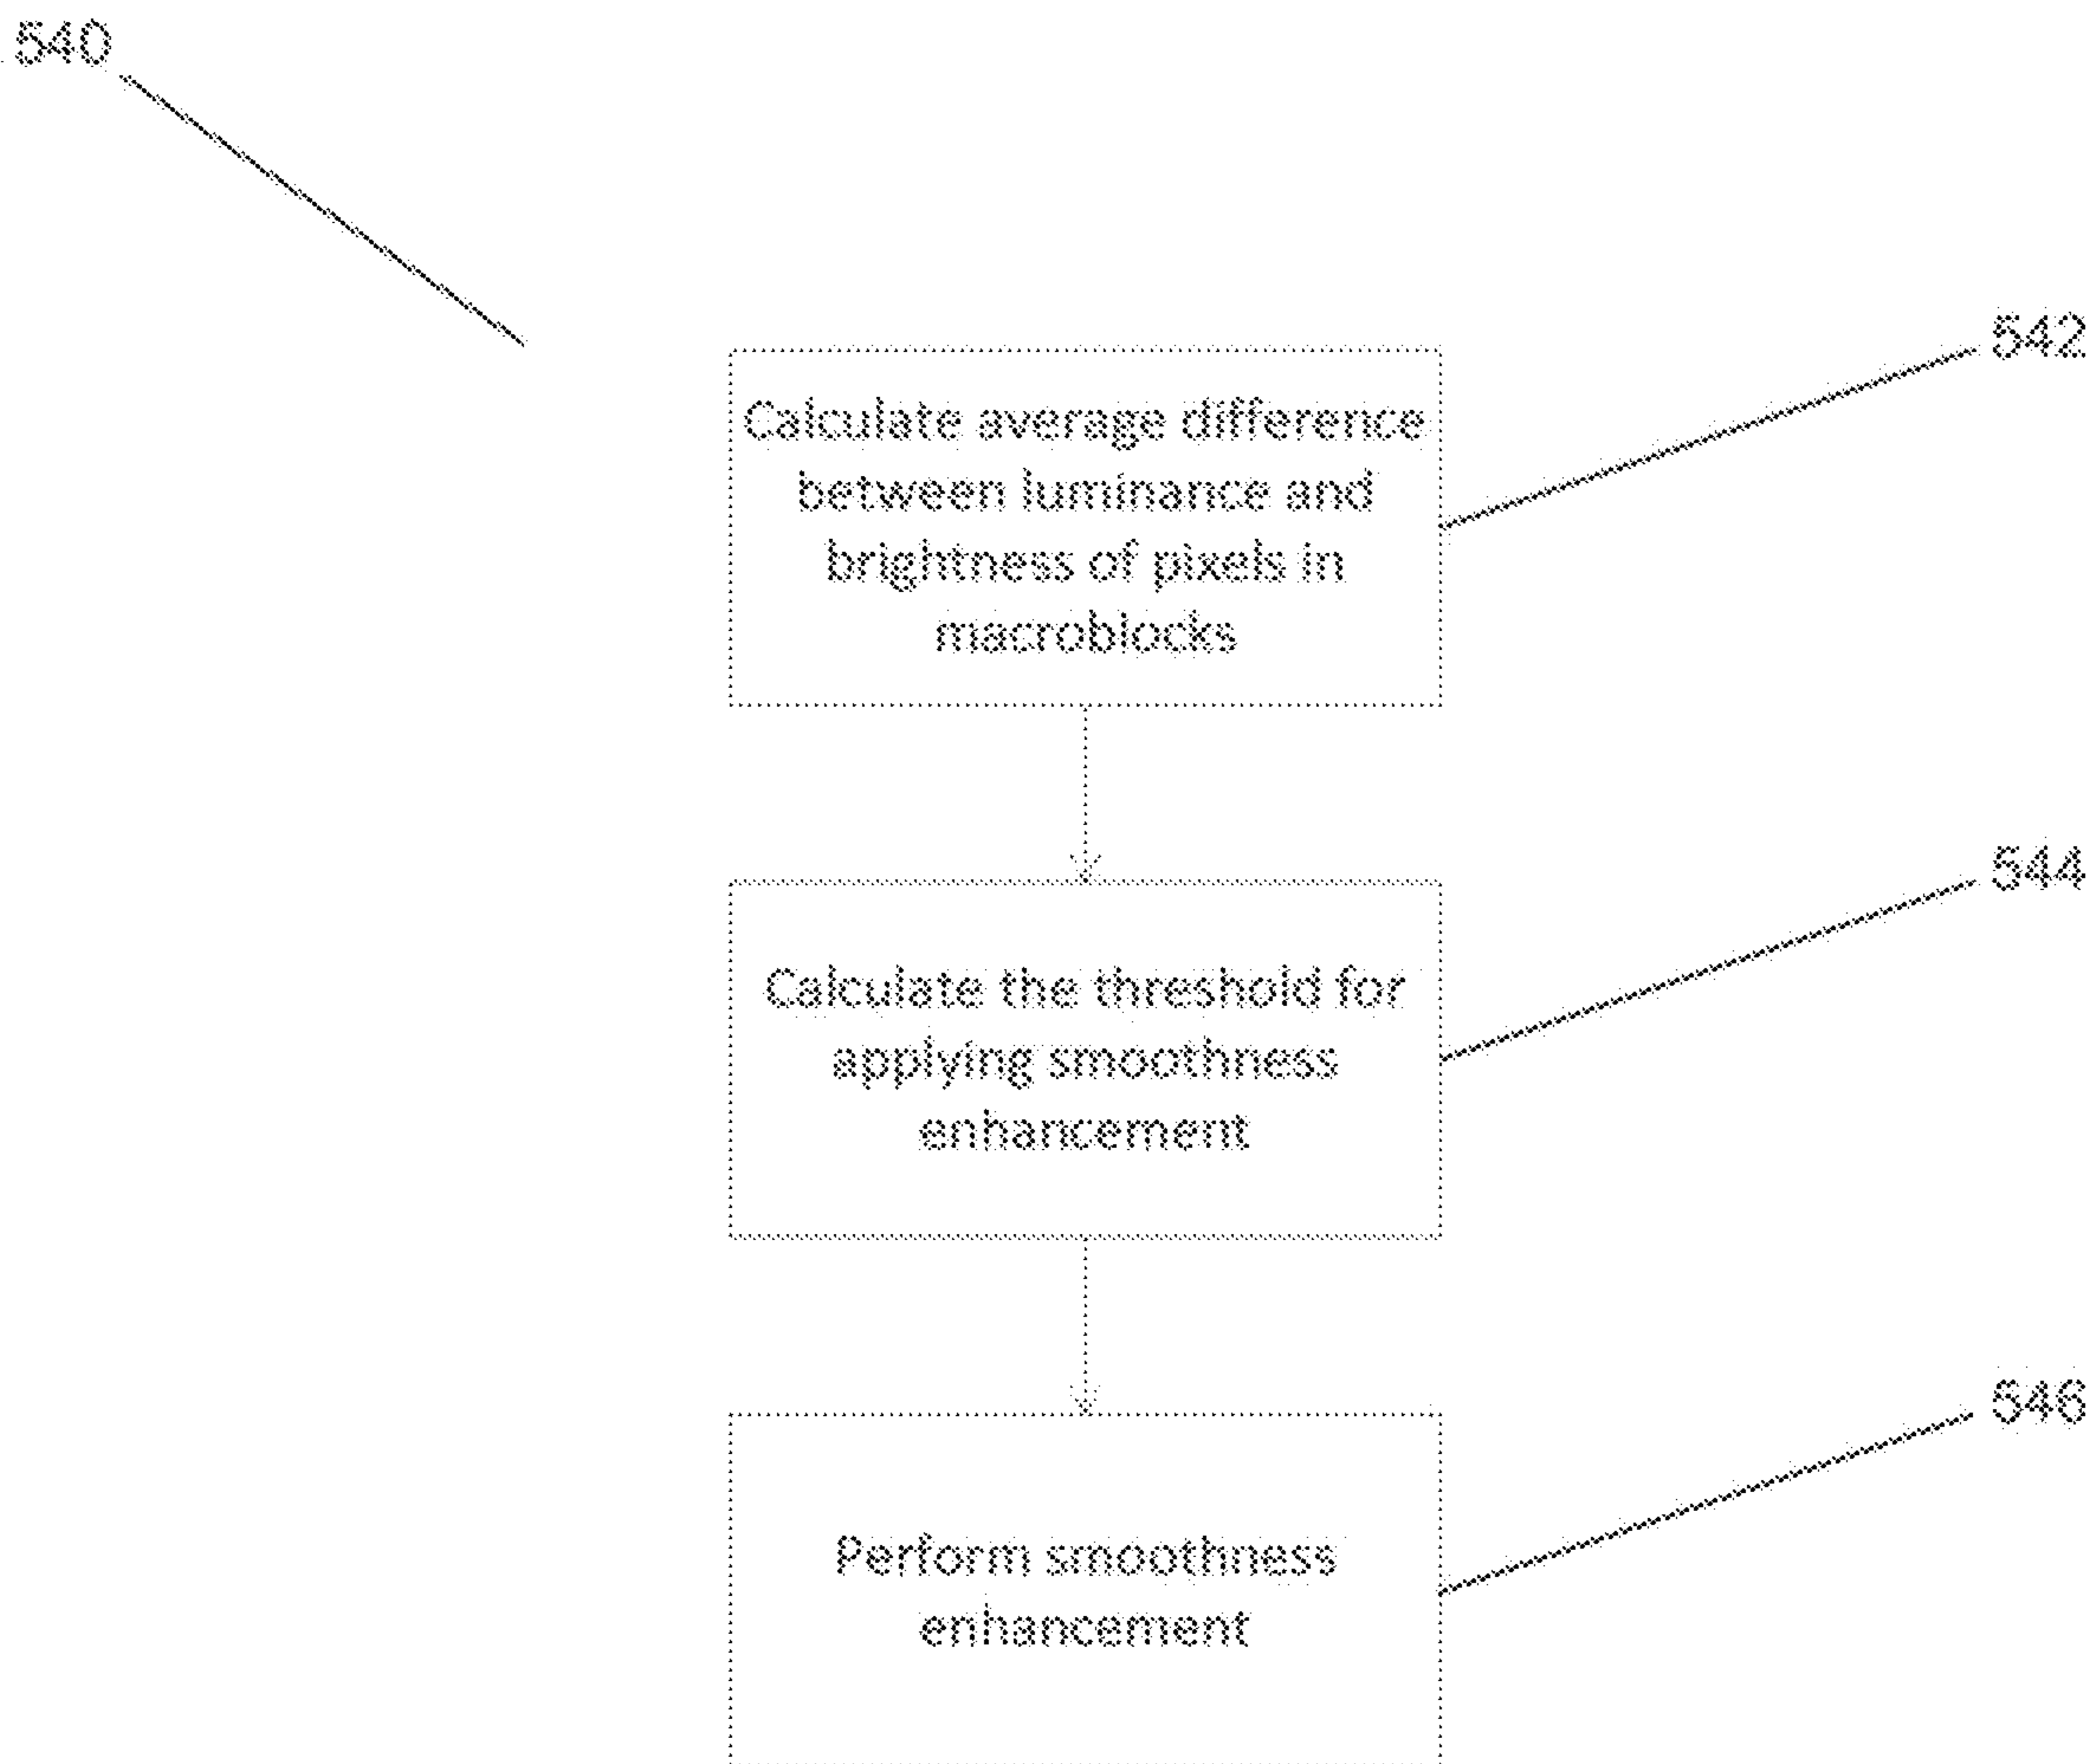 540
542
Calculate average difference
between luminance and
brightness of pixels in
macroblocks
544
Calculate the threshold for
applying smoothness
enhancement
546
Perform smoothness
enhancement